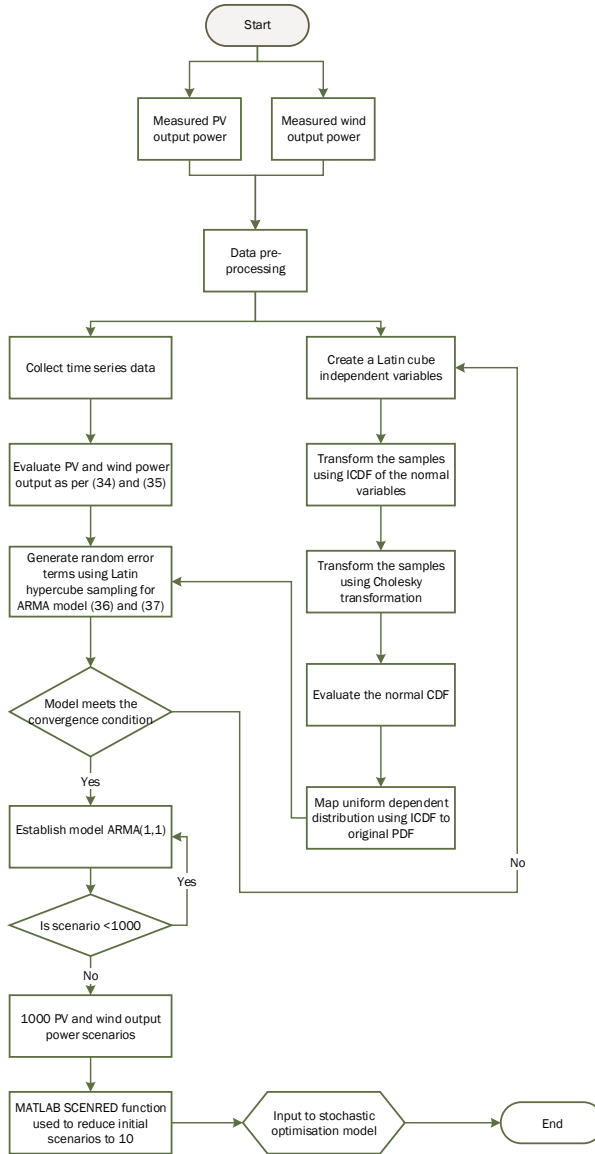 Start
Measured PV
output power
Measured wind
output power
Data pre-
processing
Collect time series data
Create a Latin cube
independent variables
Evaluate PV and wind power
output as per (34) and (35)
Transform the samples
using ICDF of the normal
variables
Generate random error
terms using Latin
hypercube sampling for
ARMA model (36) and (37)
Transform the samples
using Cholesky
transformation
Model meets the
convergence condition
Evaluate the normal CDF
Yes
Establish model ARMA(1,1)
Map uniform dependent
distribution using ICDF to
original PDF
No
Yes
Is scenario <1000
No
1000 PV and wind output
power scenarios
MATLAB SCENRED function
used to reduce initial
scenarios to 10
Input to stochastic
optimisation model
End